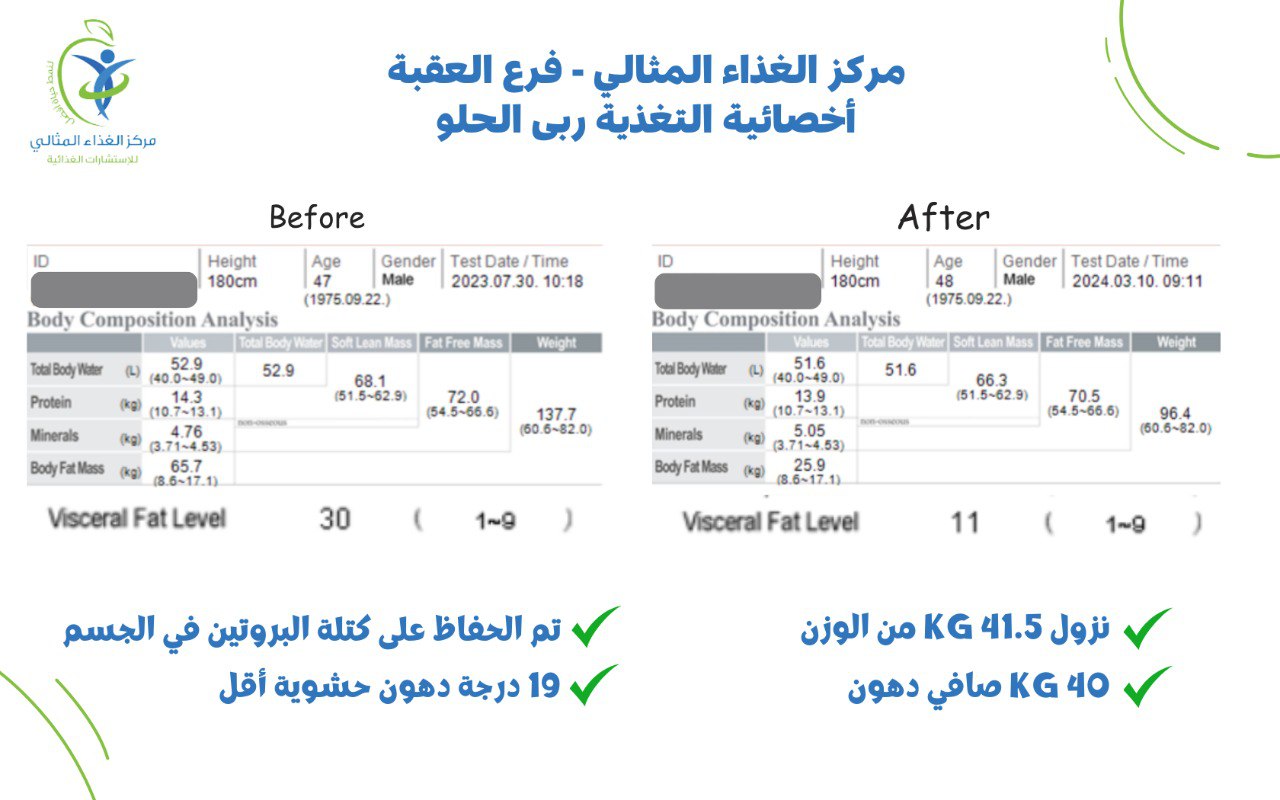 لنمط حياة أفضل
مركز الغذاء المثالي
للإستشارات الغذائية
مركز الغذاء المثالي - فرع العقبة
أخصائية التغذية ربى الحلو
Before
ID Height Age Gender Test Date / Time
180cm 47 Male 2023.07.30. 10:18
(1975.09.22.)
Body Composition Analysis
Values Total Body Water Soft Lean Mass Fat Free Mass Weight
Total Body Water (L) 52.9 (40.0~49.0) 52.9 68.1 (51.5~62.9) 72.0 (54.5~66.6) 137.7 (60.6~82.0)
Protein (kg) 14.3 (10.7~13.1)
non-osseous
Minerals (kg) 4.76 (3.71~4.53)
Body Fat Mass (kg) 65.7 (8.6~17.1)
Visceral Fat Level 30 ( 1~9 )
After
ID Height Age Gender Test Date / Time
180cm 48 Male 2024.03.10. 09:11
(1975.09.22.)
Body Composition Analysis
Values Total Body Water Soft Lean Mass Fat Free Mass Weight
Total Body Water (L) 51.6 (40.0~49.0) 51.6 66.3 (51.5~62.9) 70.5 (54.5~66.6) 96.4 (60.6~82.0)
Protein (kg) 13.9 (10.7~13.1)
non-osseous
Minerals (kg) 5.05 (3.71~4.53)
Body Fat Mass (kg) 25.9 (8.6~17.1)
Visceral Fat Level 11 ( 1~9 )
نزول 41.5 KG من الوزن
40 KG صافي دهون
تم الحفاظ على كتلة البروتين في الجسم
19 درجة دهون حشوية أقل